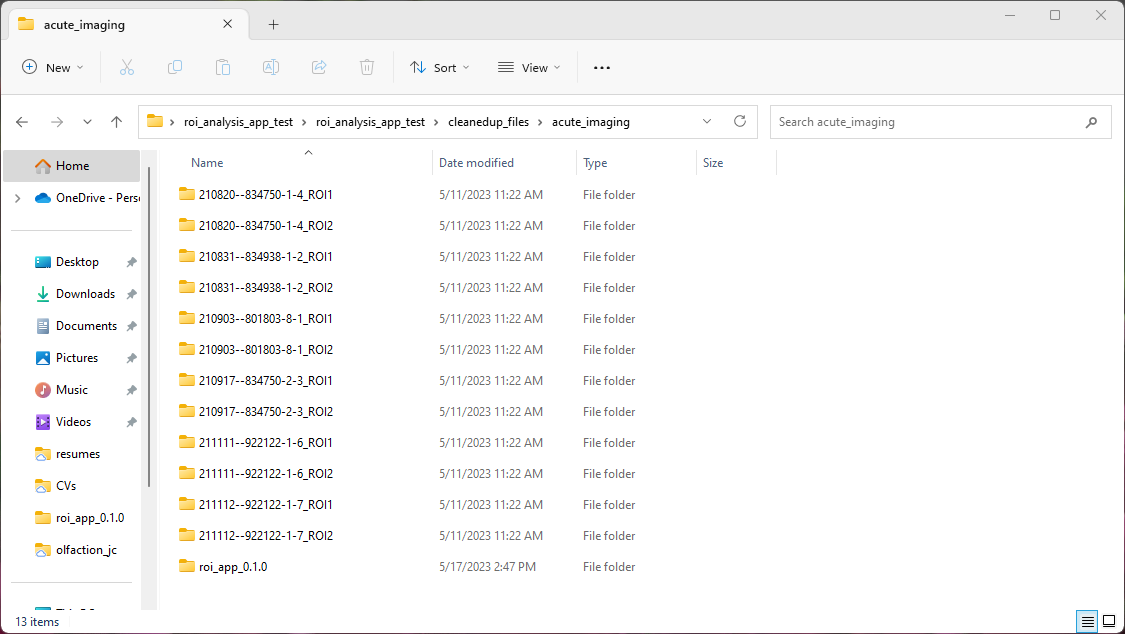 acute_imaging
New
Sort
View
roi_analysis_app_test > roi_analysis_app_test > cleanedup_files > acute_imaging
Search acute_imaging
Home
OneDrive - Pers
Desktop
Downloads
Documents
Pictures
Music
Videos
resumes
CVs
roi_app_0.1.0
olfaction_jc
Name Date modified Type Size
210820--834750-1-4_ROI1 5/11/2023 11:22 AM File folder
210820--834750-1-4_ROI2 5/11/2023 11:22 AM File folder
210831--834938-1-2_ROI1 5/11/2023 11:22 AM File folder
210831--834938-1-2_ROI2 5/11/2023 11:22 AM File folder
210903--801803-8-1_ROI1 5/11/2023 11:22 AM File folder
210903--801803-8-1_ROI2 5/11/2023 11:22 AM File folder
210917--834750-2-3_ROI1 5/11/2023 11:22 AM File folder
210917--834750-2-3_ROI2 5/11/2023 11:22 AM File folder
211111--922122-1-6_ROI1 5/11/2023 11:22 AM File folder
211111--922122-1-6_ROI2 5/11/2023 11:22 AM File folder
211112--922122-1-7_ROI1 5/11/2023 11:22 AM File folder
211112--922122-1-7_ROI2 5/11/2023 11:22 AM File folder
roi_app_0.1.0 5/17/2023 2:47 PM File folder
13 items